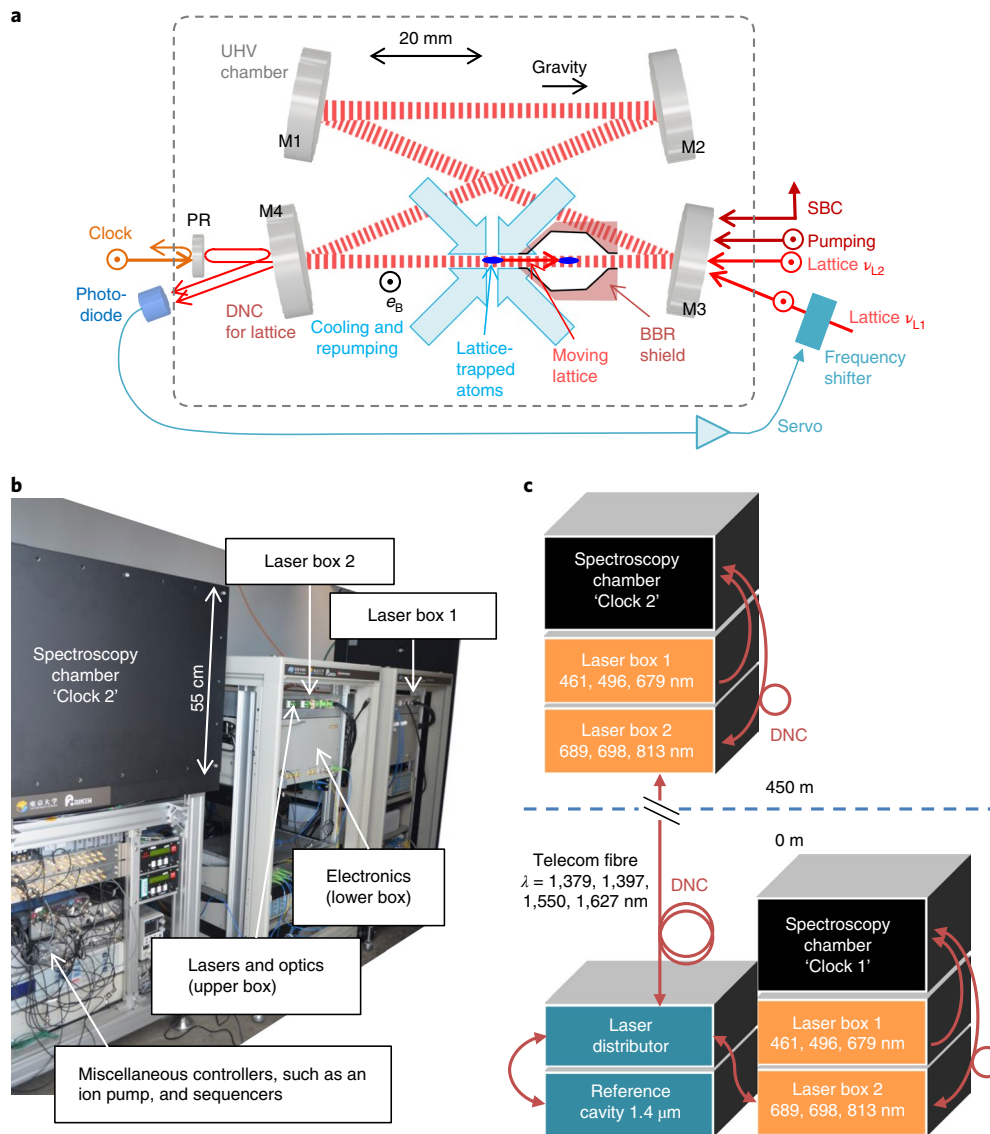 a
UHV
chamber
20 mm
Gravity
M1
M2
M4
PR
Clock
Photo-
diode
DNC
for lattice
e_B
Cooling and
repumping
Lattice-
trapped
atoms
Moving
lattice
BBR
shield
M3
SBC
Pumping
Lattice ν_L2
Lattice ν_L1
Frequency
shifter
Servo
b
Laser box 2
Laser box 1
Spectroscopy
chamber
'Clock 2'
55 cm
東京大学
Electronics
(lower box)
Lasers and optics
(upper box)
Miscellaneous controllers, such as an
ion pump, and sequencers
c
Spectroscopy
chamber
'Clock 2'
Laser box 1
461, 496, 679 nm
Laser box 2
689, 698, 813 nm
DNC
450 m
0 m
Telecom fibre
λ = 1,379, 1,397,
1,550, 1,627 nm
DNC
Spectroscopy
chamber
'Clock 1'
Laser
distributor
Reference
cavity 1.4 μm
Laser box 1
461, 496, 679 nm
Laser box 2
689, 698, 813 nm